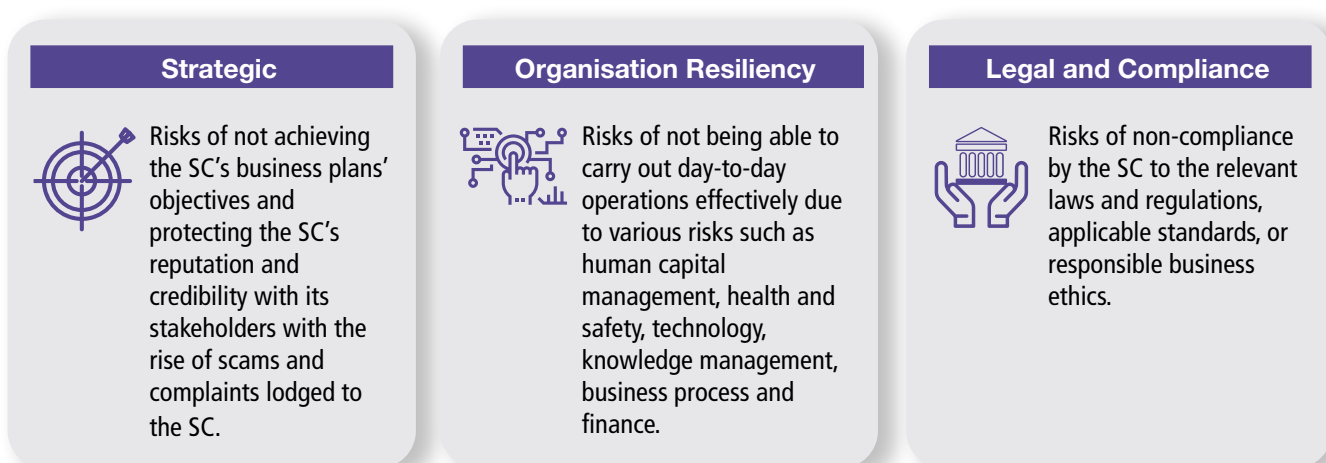 Strategic
Risks of not achieving
the SC's business plans'
objectives and
protecting the SC's
reputation and
credibility with its
stakeholders with the
rise of scams and
complaints lodged to
the SC.
Organisation Resiliency
Risks of not being able to
carry out day-to-day
operations effectively due
to various risks such as
human capital
management, health and
safety, technology,
knowledge management,
business process and
finance.
Legal and Compliance
Risks of non-compliance
by the SC to the relevant
laws and regulations,
applicable standards, or
responsible business
ethics.